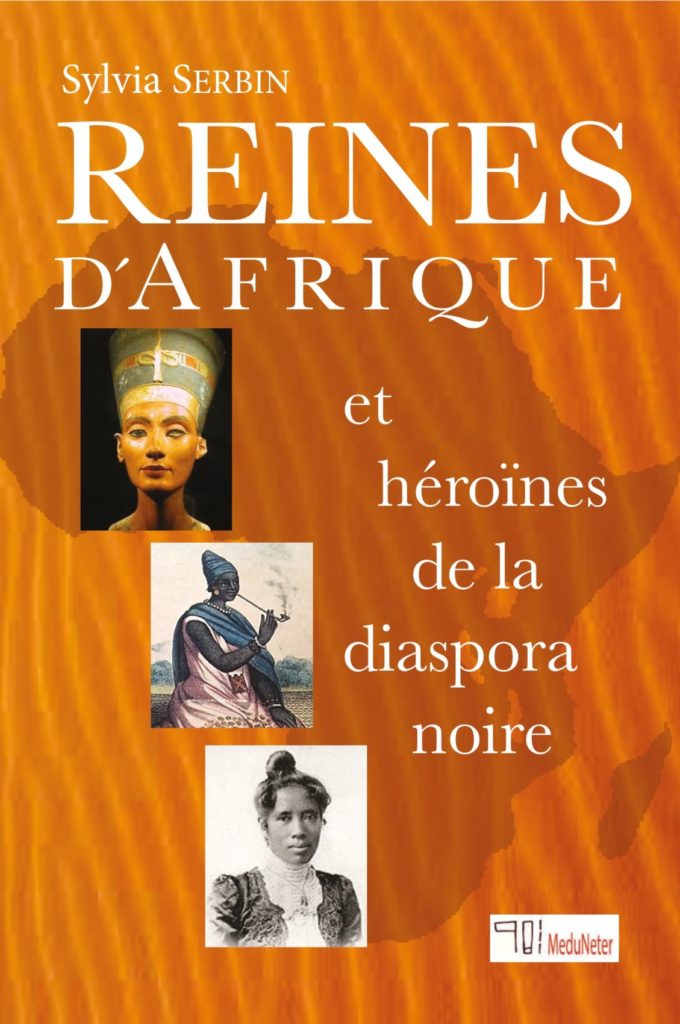 Sylvia SERBIN
REINES
D'AFRIQUE
et
héroïnes
de la
diaspora
noire
MeduNeter